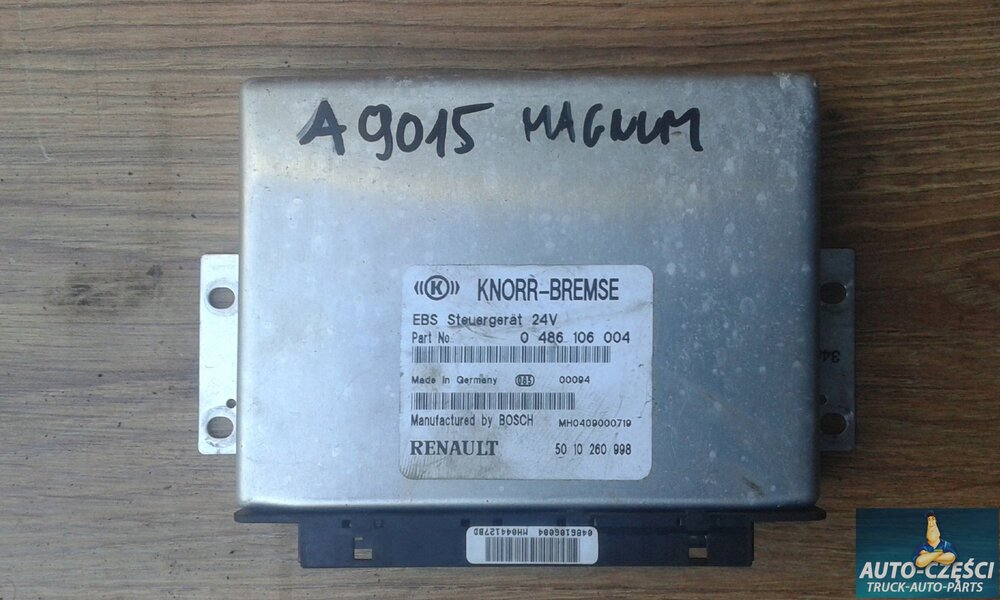 A9015 MAGNUM
K KNORR-BREMSE
EBS Steuergerät 24V
Part No 0 486 106 004
Made in Germany 085 00094
Manufactured by BOSCH MH0409000719
RENAULT 50 10 260 998
0486106004 MH044127BD
AUTO-CZĘŚCI
TRUCK-AUTO-PARTS